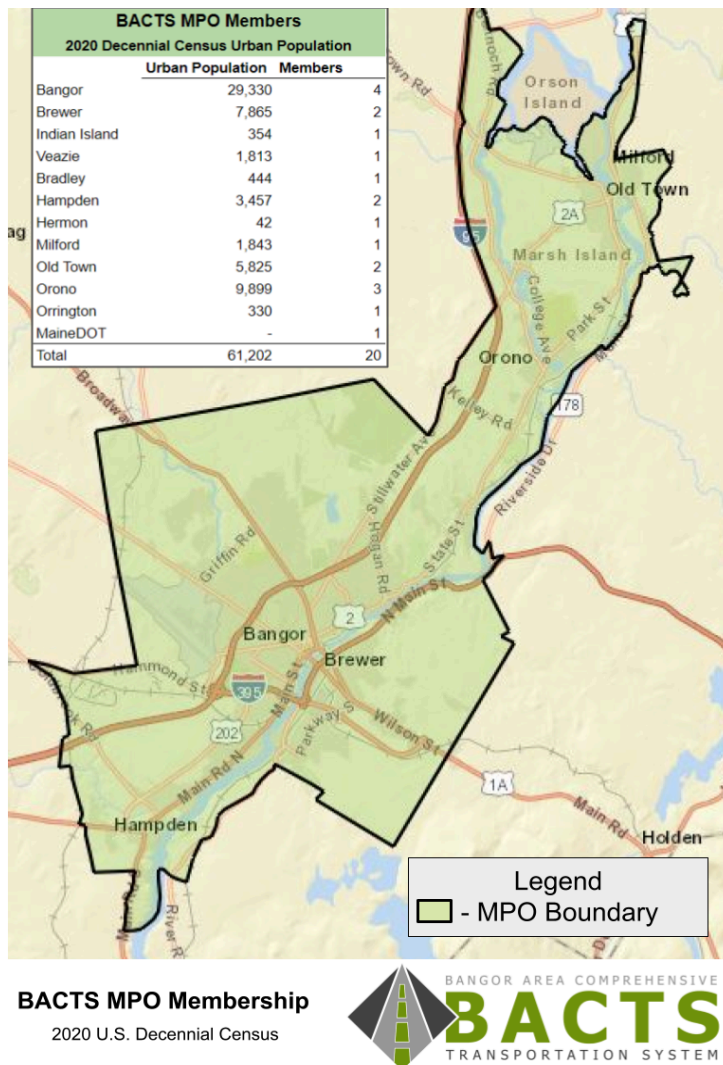 BACTS MPO Members
2020 Decennial Census Urban Population
Urban Population Members
Bangor 29,330 4
Brewer 7,865 2
Indian Island 354 1
Veazie 1,813 1
Bradley 444 1
Hampden 3,457 2
Hermon 42 1
Milford 1,843 1
Old Town 5,825 2
Orono 9,899 3
Orrington 330 1
MaineDOT - 1
Total 61,202 20
Orson
Island
Milford
Old Town
2A
95
Marsh Island
College Ave
Park St
Main St
Orono
Kelley Rd
178
Broadway
Stillwater Ave
Riverside Dr
Griffin Rd
Hogan Rd
State St
N Main St
2
Bangor
Brewer
Hammond St
395
Main St
202
Parkway S
Wilson St
Main Rd N
1A
Main Rd
Hampden
Holden
Main Rd
River R
Legend
- MPO Boundary
BACTS MPO Membership
2020 U.S. Decennial Census
BANGOR AREA COMPREHENSIVE
BACTS
TRANSPORTATION SYSTEM